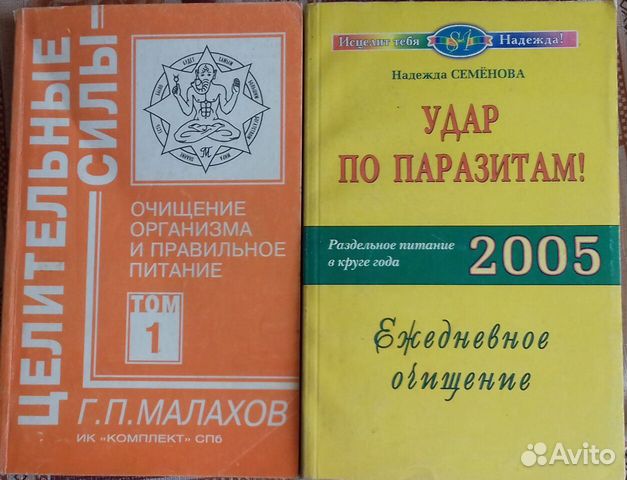 ЦЕЛИТЕЛЬНЫЕ
СИЛЫ
ОЧИЩЕНИЕ
ОРГАНИЗМА
И ПРАВИЛЬНОЕ
ПИТАНИЕ
ТОМ
1
Г.П.МАЛАХОВ
ИК «КОМПЛЕКТ» СПб
Исцелит тебя Надежда!
Надежда СЕМЁНОВА
УДАР
ПО ПАРАЗИТАМ!
Раздельное питание
в круге года
2005
Ежедневное
очищение
Avito